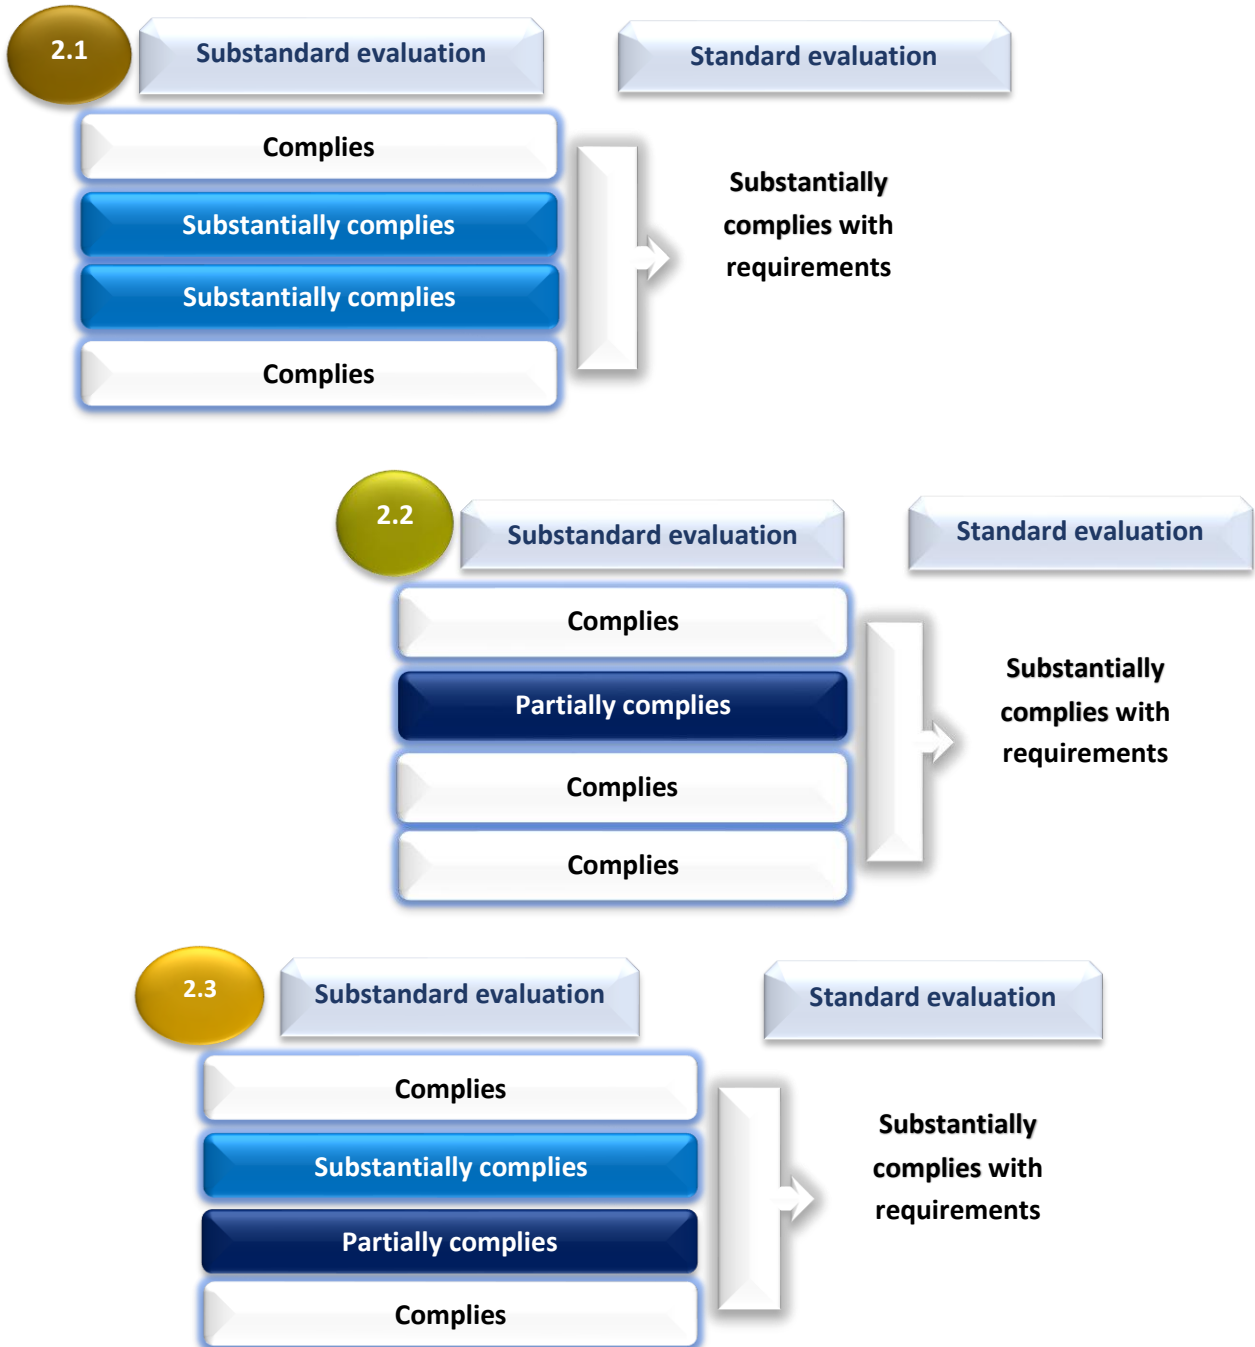 2.1
Substandard evaluation
Standard evaluation
Complies
Substantially complies
Substantially complies
Complies
Substantially
complies with
requirements
2.2
Substandard evaluation
Standard evaluation
Complies
Partially complies
Complies
Complies
Substantially
complies with
requirements
2.3
Substandard evaluation
Standard evaluation
Complies
Substantially complies
Partially complies
Complies
Substantially
complies with
requirements